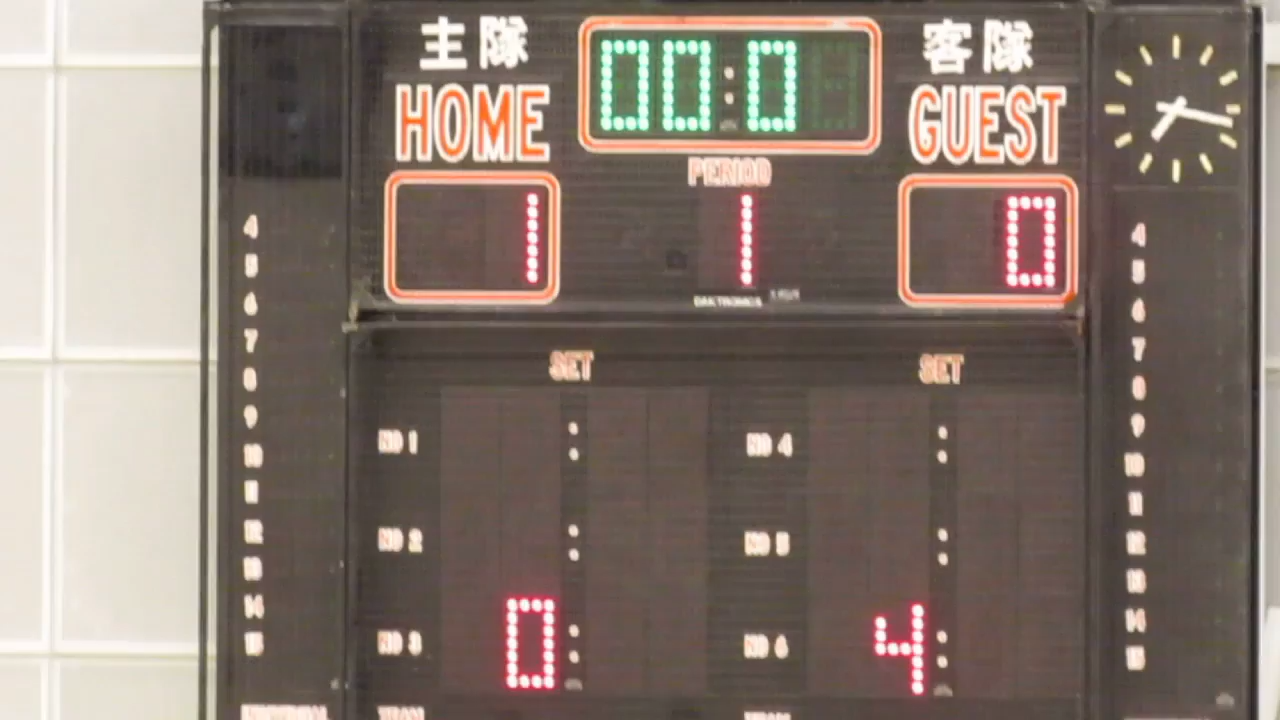 主隊
00:0
客隊
HOME
GUEST
PERIOD
1
1
0
DAKTRONICS
4
5
6
7
8
9
10
11
12
13
14
15
SET
SET
NO 1
:
NO 4
:
NO 2
:
NO 5
:
NO 3
0
:
NO 6
4
:
4
5
6
7
8
9
10
11
12
13
14
15